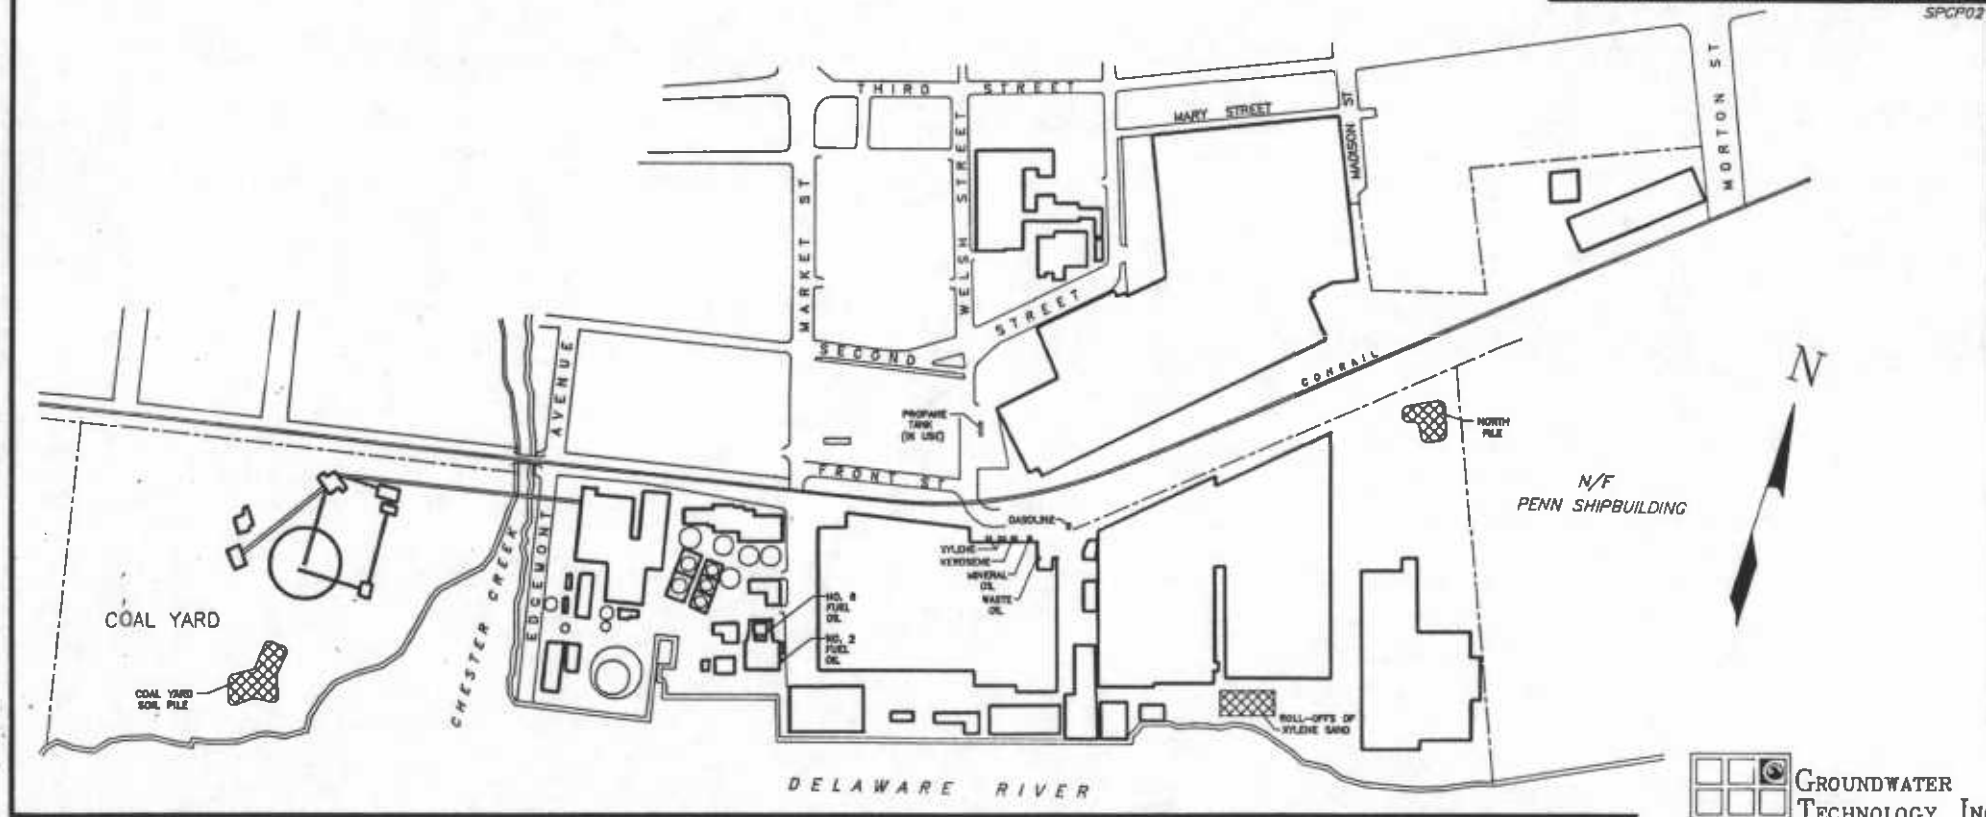 SPCP02
THIRD STREET
MARY STREET
MADISON ST
MORTON ST
MARKET ST
WELSH STREET
SECOND STREET
AVENUE
EDGEMONT
CONRAIL
N
PROPANE
TANK
(IN USE)
FRONT ST
NORTH
PILE
N/F
PENN SHIPBUILDING
GASOLINE
XYLENE
KEROSENE
MINERAL
OIL
WASTE
OIL
NO. 6
FUEL
OIL
NO. 2
FUEL
OIL
COAL YARD
COAL YARD
SOIL PILE
CHESTER CREEK
ROLL-OFFS OF
XYLENE SAND
DELAWARE RIVER
GROUNDWATER
TECHNOLOGY, INC